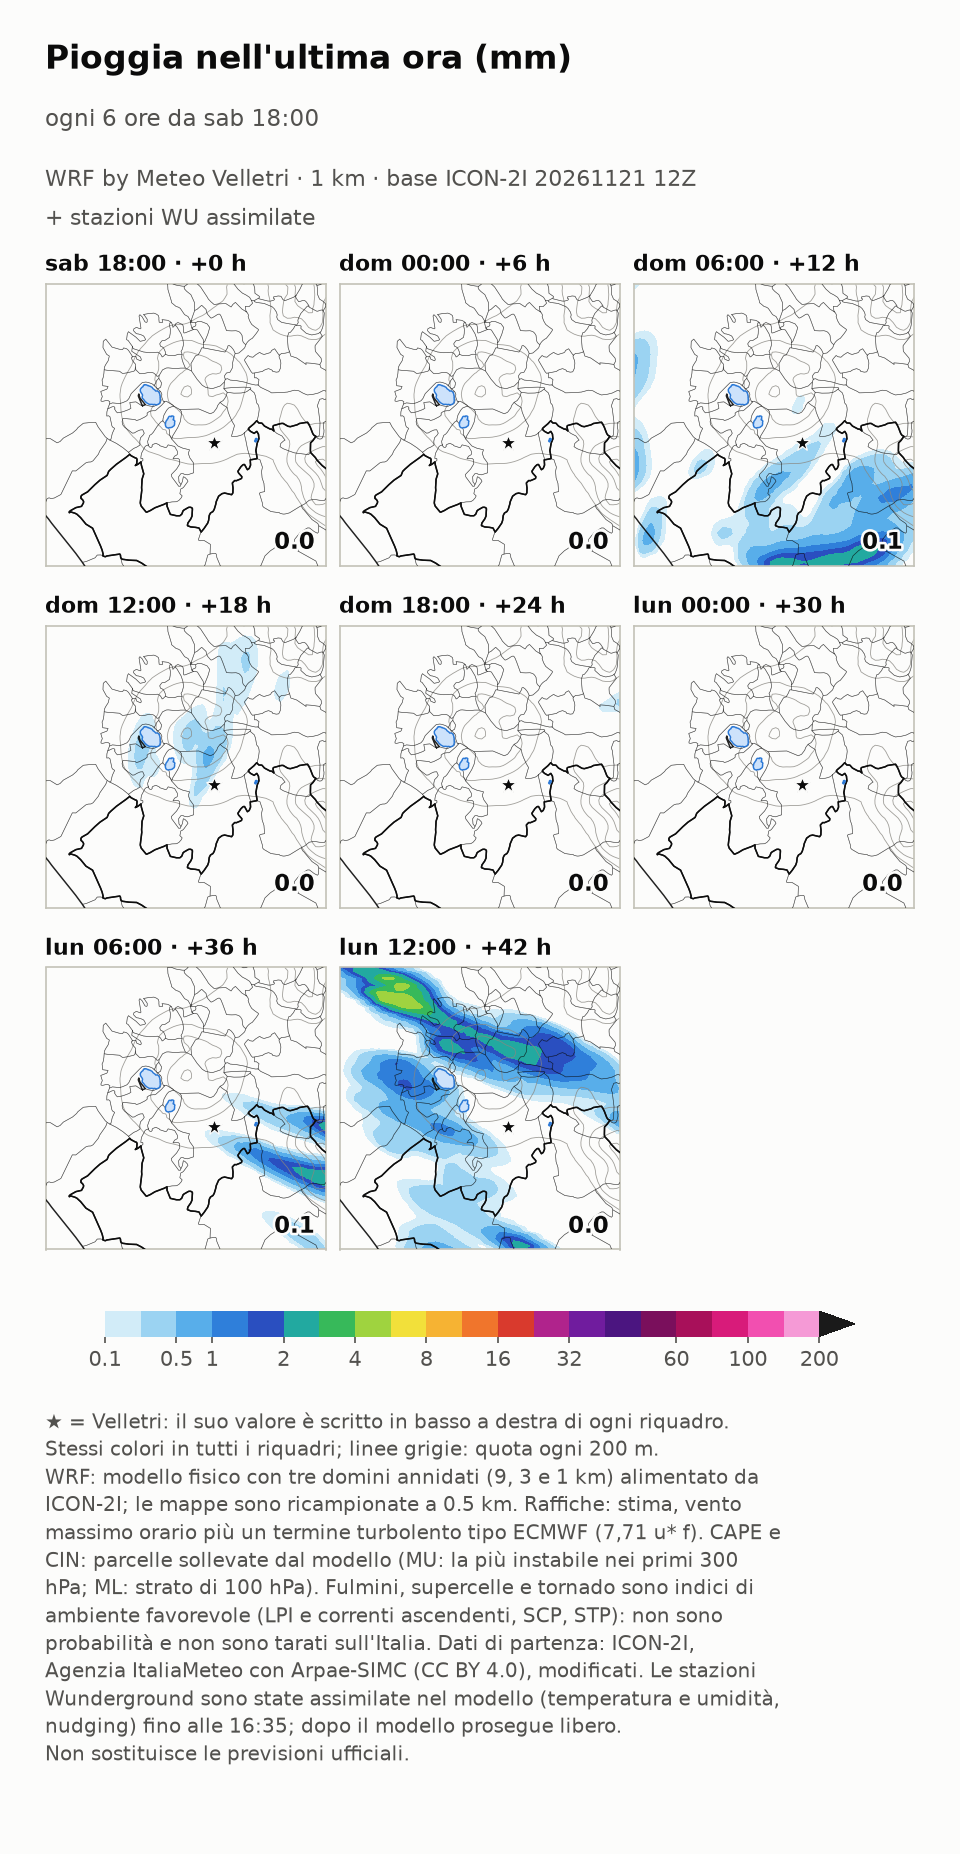 Pioggia nell'ultima ora (mm)
ogni 6 ore da sab 18:00
WRF by Meteo Velletri · 1 km · base ICON-2I 20261121 12Z
+ stazioni WU assimilate
sab 18:00 · +0 h
dom 00:00 · +6 h
dom 06:00 · +12 h
0.0
0.0
0.1
dom 12:00 · +18 h
dom 18:00 · +24 h
lun 00:00 · +30 h
0.0
0.0
0.0
lun 06:00 · +36 h
lun 12:00 · +42 h
0.1
0.0
0.1 0.5 1 2 4 8 16 32 60 100 200
★ = Velletri: il suo valore è scritto in basso a destra di ogni riquadro.
Stessi colori in tutti i riquadri; linee grigie: quota ogni 200 m.
WRF: modello fisico con tre domini annidati (9, 3 e 1 km) alimentato da
ICON-2I; le mappe sono ricampionate a 0.5 km. Raffiche: stima, vento
massimo orario più un termine turbolento tipo ECMWF (7,71 u* f). CAPE e
CIN: parcelle sollevate dal modello (MU: la più instabile nei primi 300
hPa; ML: strato di 100 hPa). Fulmini, supercelle e tornado sono indici di
ambiente favorevole (LPI e correnti ascendenti, SCP, STP): non sono
probabilità e non sono tarati sull'Italia. Dati di partenza: ICON-2I,
Agenzia ItaliaMeteo con Arpae-SIMC (CC BY 4.0), modificati. Le stazioni
Wunderground sono state assimilate nel modello (temperatura e umidità,
nudging) fino alle 16:35; dopo il modello prosegue libero.
Non sostituisce le previsioni ufficiali.